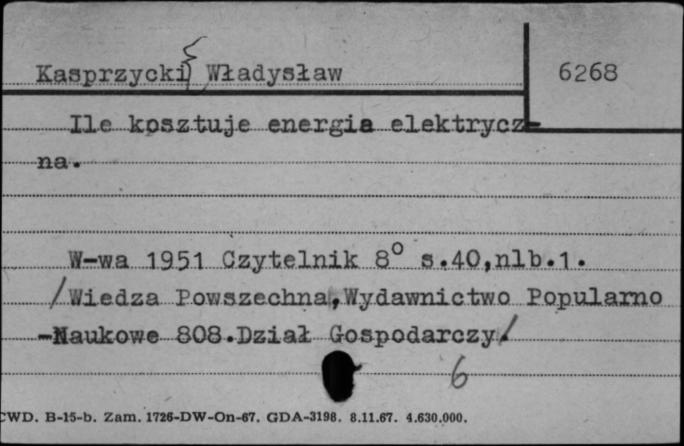 Kasprzycki Władysław
6268
Ile kosztuje energia elektrycz-
na.
W-wa 1951 Czytelnik 8° s.40,nlb.1.
/Wiedza Powszechna,Wydawnictwo Popularno
-Naukowe 808.Dział Gospodarczy/
6
CWD. B-15-b. Zam. 1726-DW-On-67. GDA-3198. 8.11.67. 4.630.000.